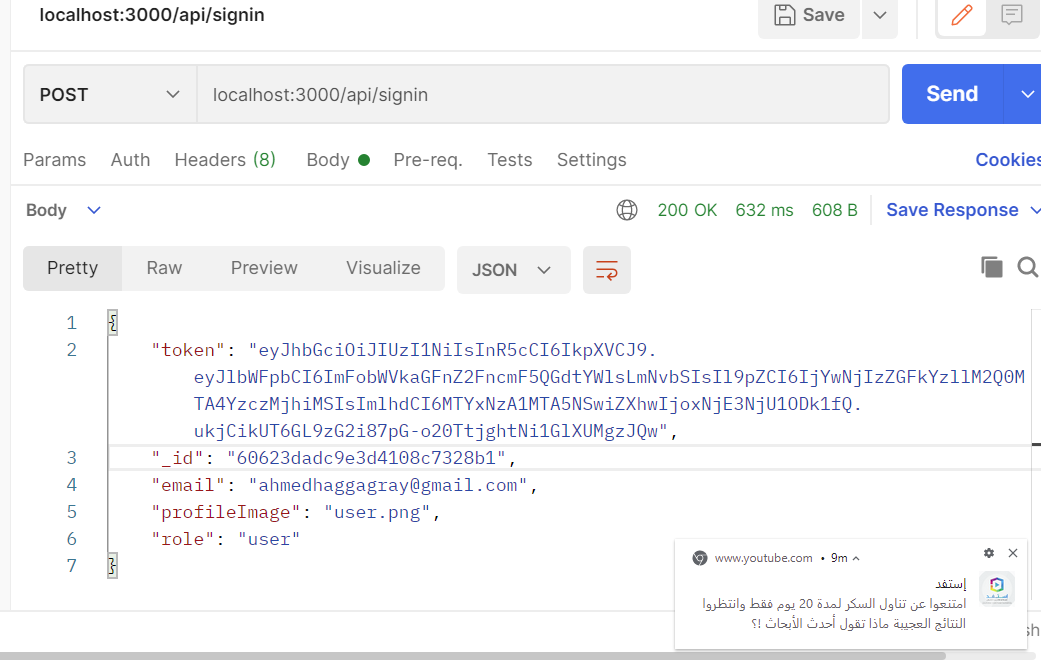 localhost:3000/api/signin
Save
POST
localhost:3000/api/signin
Send
Params Auth Headers (8) Body Pre-req. Tests Settings Cookies
Body
200 OK 632 ms 608 B Save Response
Pretty Raw Preview Visualize JSON
1 {
2 "token": "eyJhbGciOiJIUzI1NiIsInR5cCI6IkpXVCJ9.
eyJlbWFpbCI6ImFobWVkaGFnZ2FncmF5QGdtYWlsLmNvbSIsIl9pZCI6IjYwNjIzZGFkYzllM2Q0M
TA4YzczMjhiMSIsImlhdCI6MTYxNzA1MTA5NSwiZXhwIjoxNjE3NjU1ODk1fQ.
ukjCikUT6GL9zG2i87pG-o20TtjghtNi1GlXUMgzJQw",
3 "_id": "60623dadc9e3d4108c7328b1",
4 "email": "ahmedhaggagray@gmail.com",
5 "profileImage": "user.png",
6 "role": "user"
7 }
www.youtube.com • 9m
إستفد
امتنعوا عن تناول السكر لمدة 20 يوم فقط وانتظروا
النتائج العجيبة ماذا تقول أحدث الأبحاث !؟